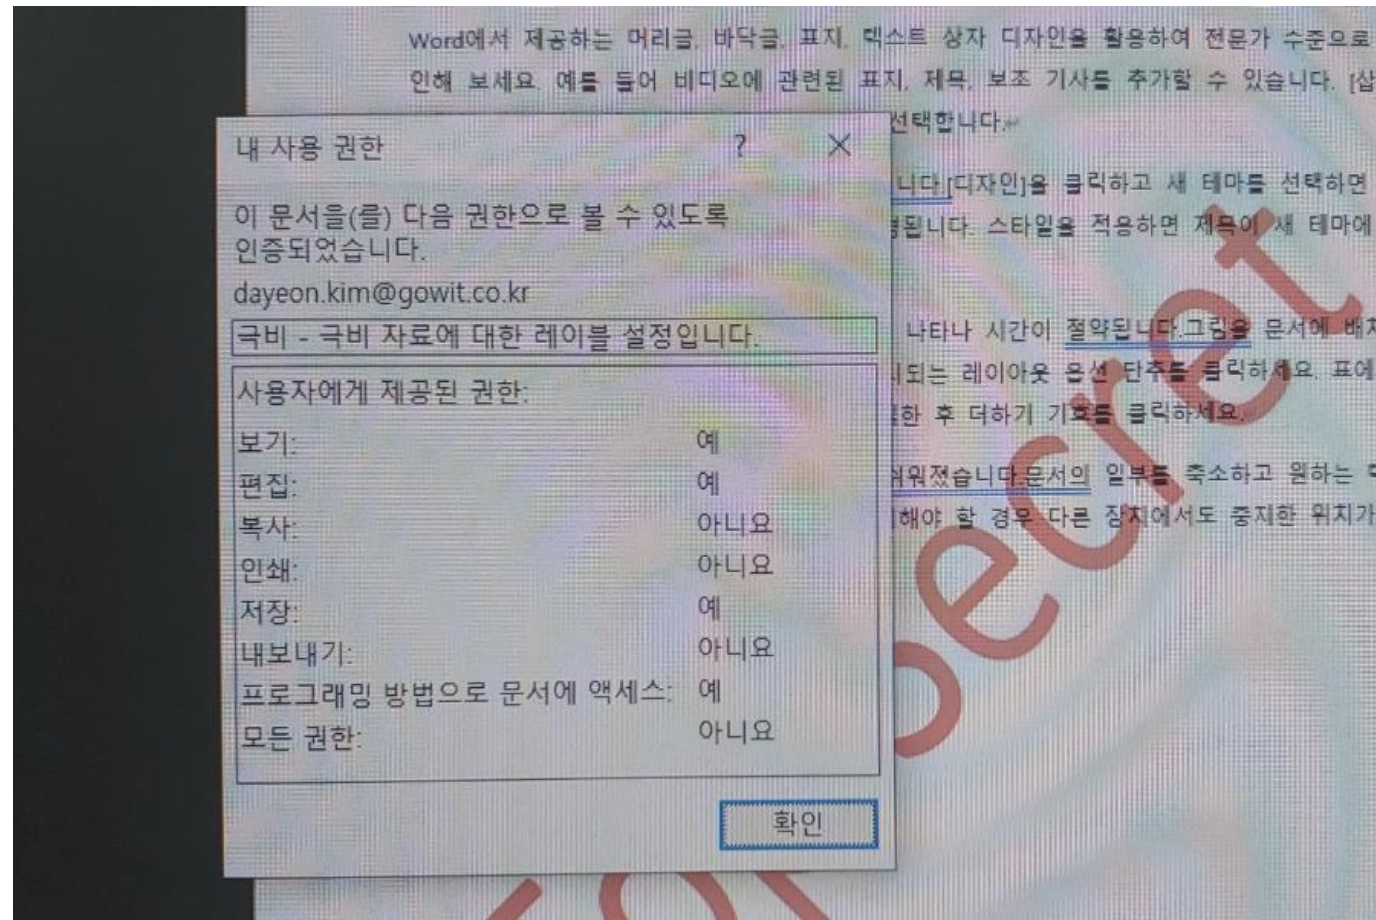 Word에서 제공하는 머리글, 바닥글, 표지, 텍스트 상자 디자인을 활용하여 전문가 수준으로
인해 보세요. 예를 들어 비디오에 관련된 표지, 제목, 보조 기사를 추가할 수 있습니다. [삽
선택합니다.
내 사용 권한 ? ×
니다.[디자인]을 클릭하고 새 테마를 선택하면
이 문서을(를) 다음 권한으로 볼 수 있도록
됩니다. 스타일을 적용하면 제목이 새 테마에
인증되었습니다.
dayeon.kim@gowit.co.kr
극비 - 극비 자료에 대한 레이블 설정입니다.
나타나 시간이 절약됩니다.그림을 문서에 배치
되는 레이아웃 옵션 단추를 클릭하세요. 표에
사용자에게 제공된 권한:
한 후 더하기 기호를 클릭하세요.
보기: 예
편집: 예
쉬워졌습니다.문서의 일부를 축소하고 원하는
복사: 아니요
해야 할 경우 다른 장치에서도 중지한 위치가
인쇄: 아니요
저장: 예
내보내기: 아니요
프로그래밍 방법으로 문서에 액세스: 예
모든 권한: 아니요
확인
ecret